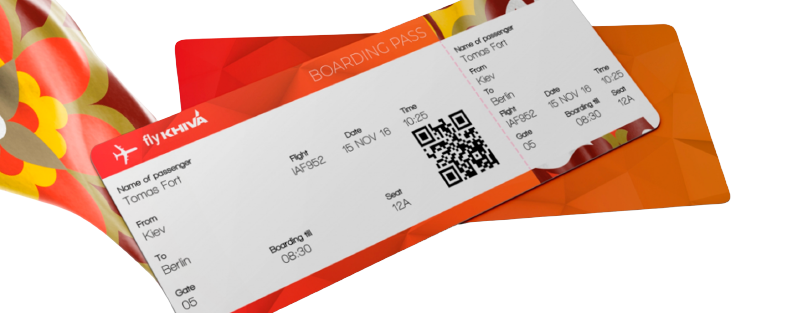 BOARDING PASS
fly KHIVA
Name of passenger
Tomas Fort
From
Kiev
To
Berlin
Gate
05
Flight
IAF952
Date
15 NOV 16
Time
10:25
Boarding till
08:30
Seat
12A
Name of passenger
Tomas Fort
From
Kiev
To
Berlin
Flight
IAF952
Date
15 NOV 16
Time
10:25
Gate
05
Boarding till
08:30
Seat
12A